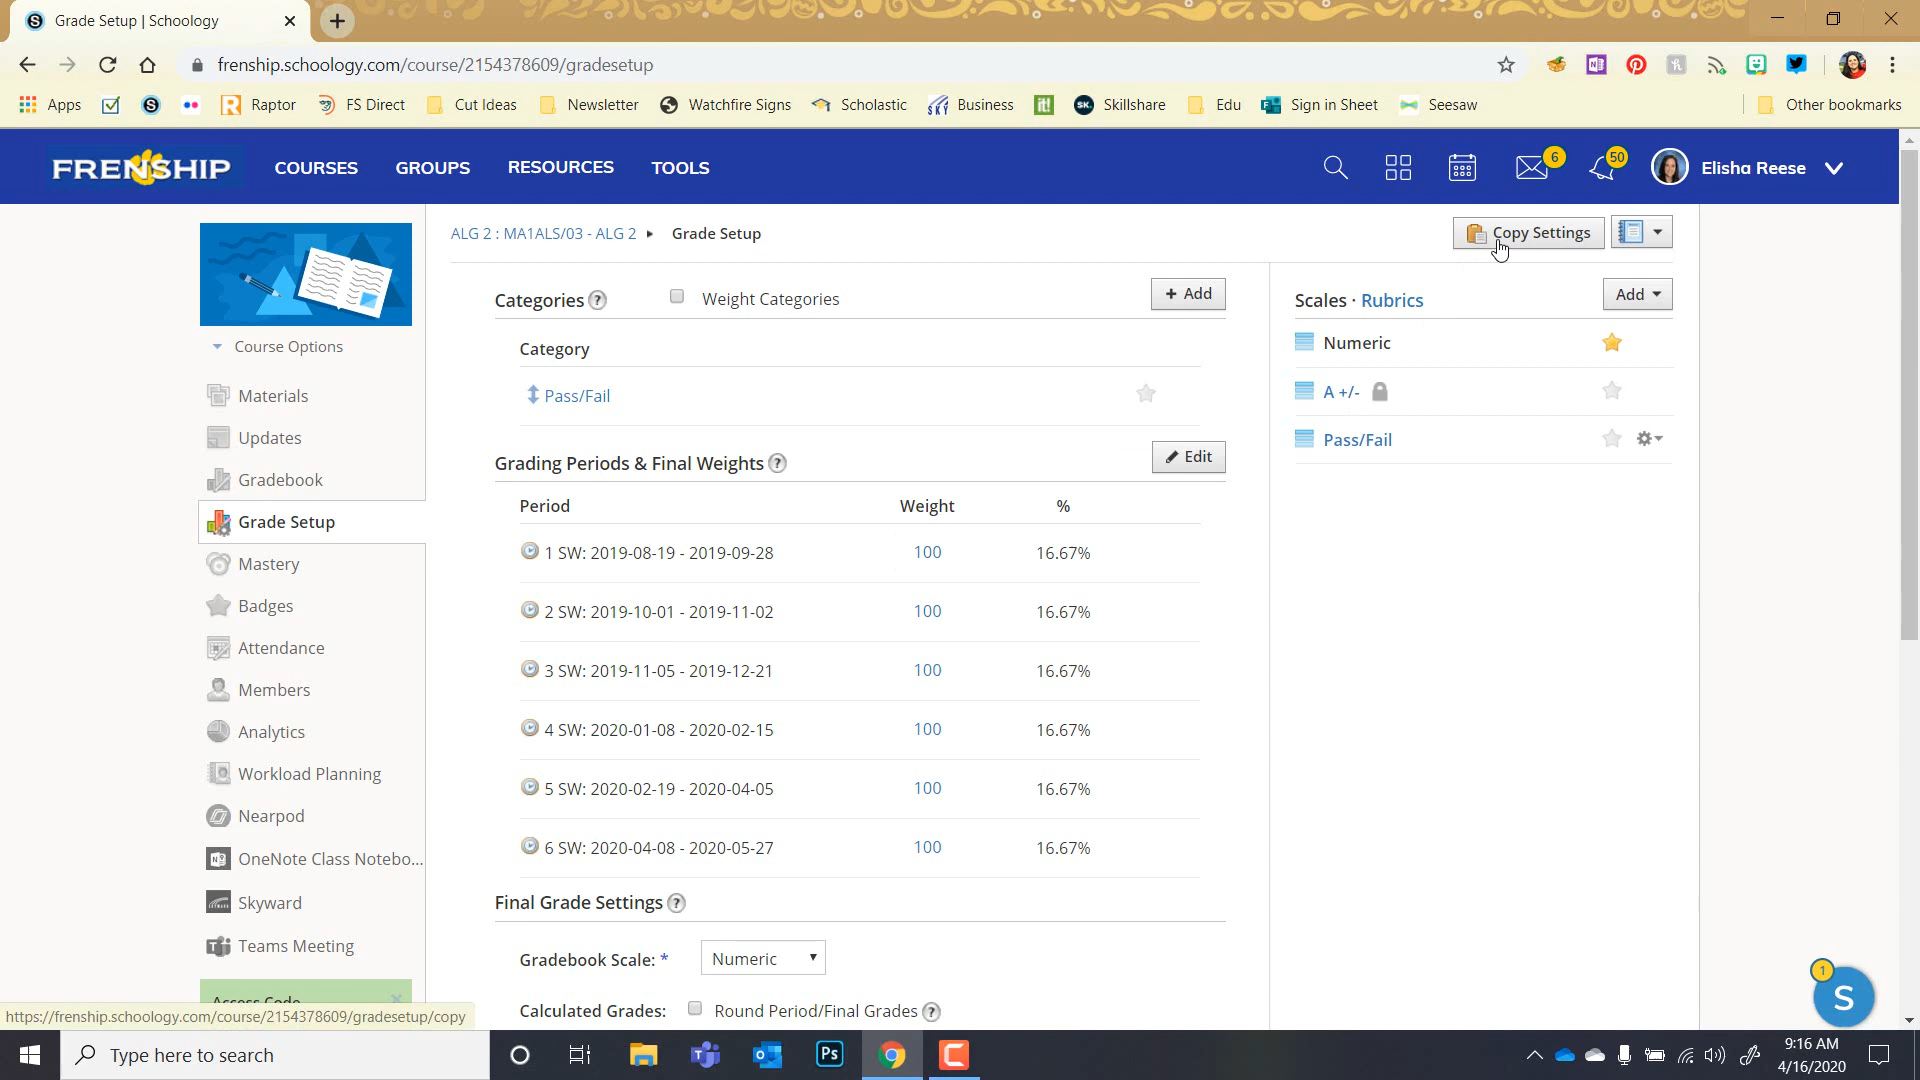 Grade Setup | Schoology
frenship.schoology.com/course/2154378609/gradesetup
Apps Raptor FS Direct Cut Ideas Newsletter Watchfire Signs Scholastic Business Skillshare Edu Sign in Sheet Seesaw Other bookmarks
FRENSHIP COURSES GROUPS RESOURCES TOOLS 6 50 Elisha Reese
ALG 2 : MA1ALS/03 - ALG 2 Grade Setup Copy Settings
Course Options
Materials
Updates
Gradebook
Grade Setup
Mastery
Badges
Attendance
Members
Analytics
Workload Planning
Nearpod
OneNote Class Notebo...
Skyward
Teams Meeting
Access Code
Categories ? Weight Categories + Add
Category
Pass/Fail
Grading Periods & Final Weights ? Edit
Period Weight %
1 SW: 2019-08-19 - 2019-09-28 100 16.67%
2 SW: 2019-10-01 - 2019-11-02 100 16.67%
3 SW: 2019-11-05 - 2019-12-21 100 16.67%
4 SW: 2020-01-08 - 2020-02-15 100 16.67%
5 SW: 2020-02-19 - 2020-04-05 100 16.67%
6 SW: 2020-04-08 - 2020-05-27 100 16.67%
Final Grade Settings ?
Gradebook Scale: * Numeric
Calculated Grades: Round Period/Final Grades ?
Scales · Rubrics Add
Numeric
A +/-
Pass/Fail
1
S
https://frenship.schoology.com/course/2154378609/gradesetup/copy
Type here to search
Ps
9:16 AM
4/16/2020